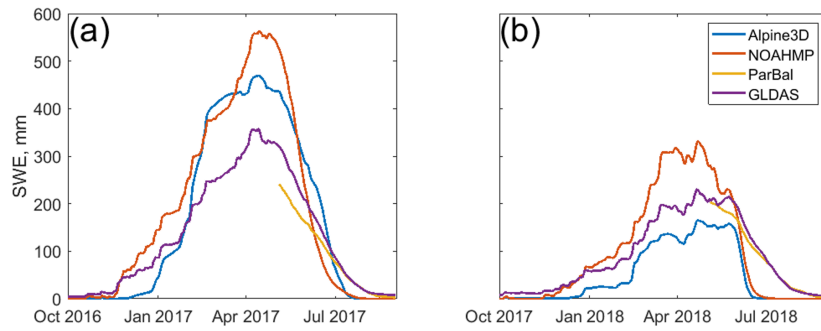 (a)
(b)
600
500
400
300
200
100
0
SWE, mm
Oct 2016
Jan 2017
Apr 2017
Jul 2017
Oct 2017
Jan 2018
Apr 2018
Jul 2018
Alpine3D
NOAHMP
ParBal
GLDAS